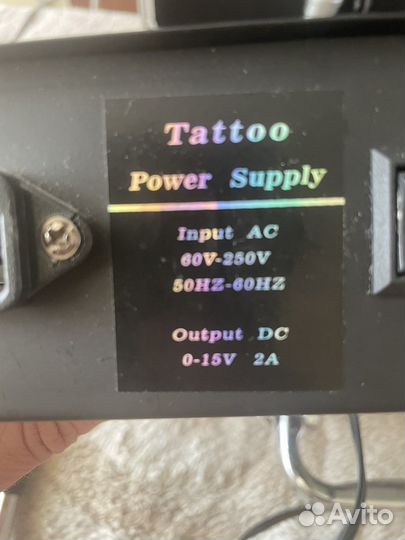 Tattoo
Power Supply
Input AC
60V-250V
50HZ-60HZ
Output DC
0-15V 2A
Avito